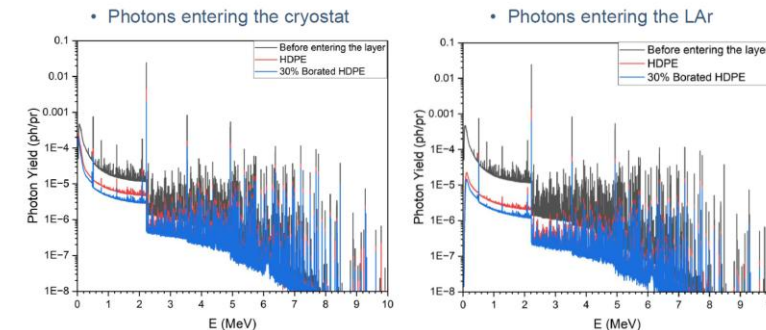 • Photons entering the cryostat
0.1
0.01
0.001
1E-4
1E-5
1E-6
1E-7
1E-8
Photon Yield (ph/pr)
Before entering the layer
HDPE
30% Borated HDPE
0 1 2 3 4 5 6 7 8 9 10
E (MeV)
• Photons entering the LAr
0.1
0.01
0.001
1E-4
1E-5
1E-6
1E-7
1E-8
Photon Yield (ph/pr)
Before entering the layer
HDPE
30% Borated HDPE
0 1 2 3 4 5 6 7 8 9
E (MeV)